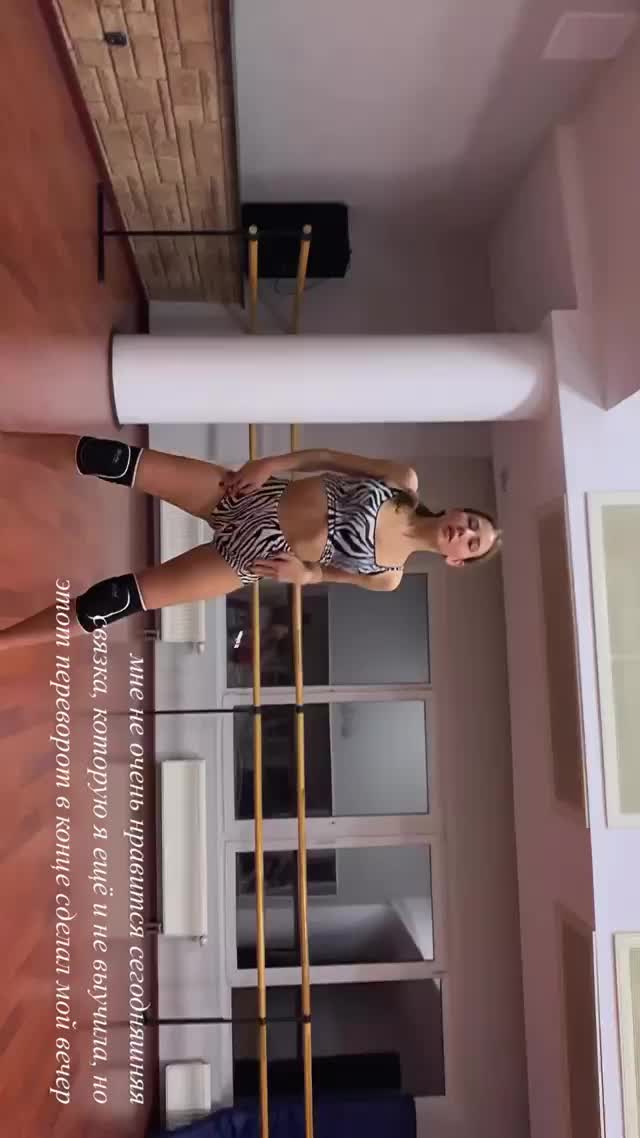 мне не очень нравится сегодняшняя
связка, которую я ещё и не выучила, но
этот переворот в конце сделал мой вечер